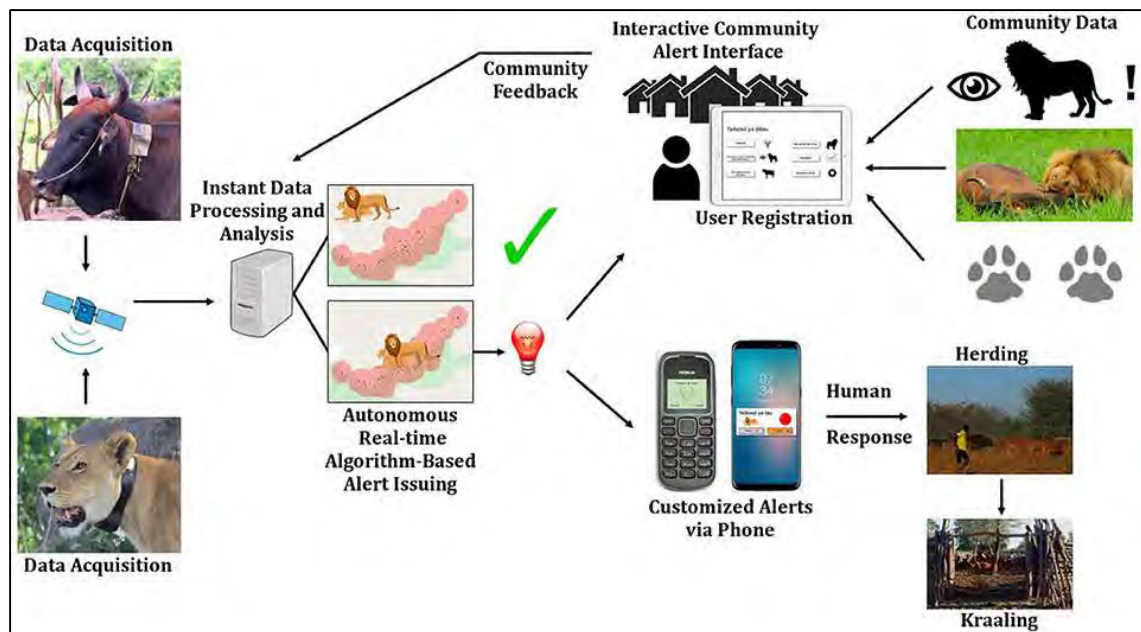 Data Acquisition
Community
Feedback
Interactive Community
Alert Interface
Community Data
Instant Data
Processing and
Analysis
User Registration
Autonomous
Real-time
Algorithm-Based
Alert Issuing
NOKIA
Customized Alerts
via Phone
Human
Response
Herding
Kraaling
Data Acquisition